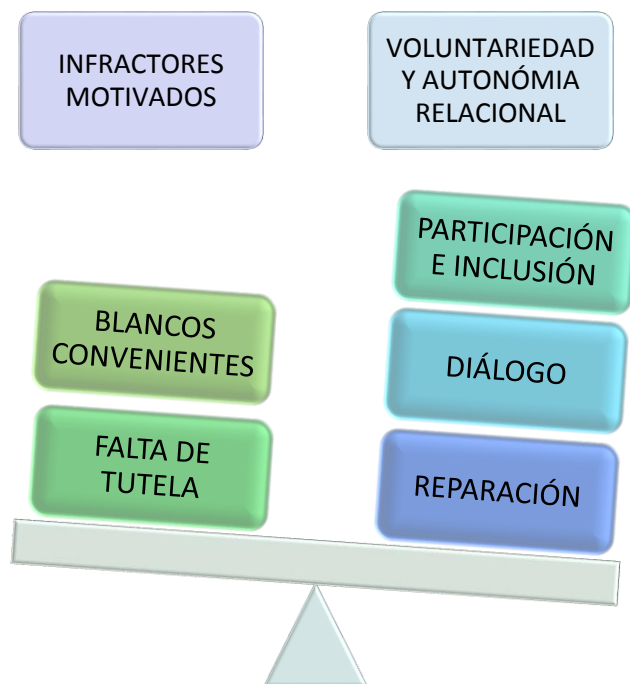 INFRACTORES
MOTIVADOS
VOLUNTARIEDAD
Y AUTONÓMIA
RELACIONAL
PARTICIPACIÓN
E INCLUSIÓN
BLANCOS
CONVENIENTES
DIÁLOGO
FALTA DE
TUTELA
REPARACIÓN